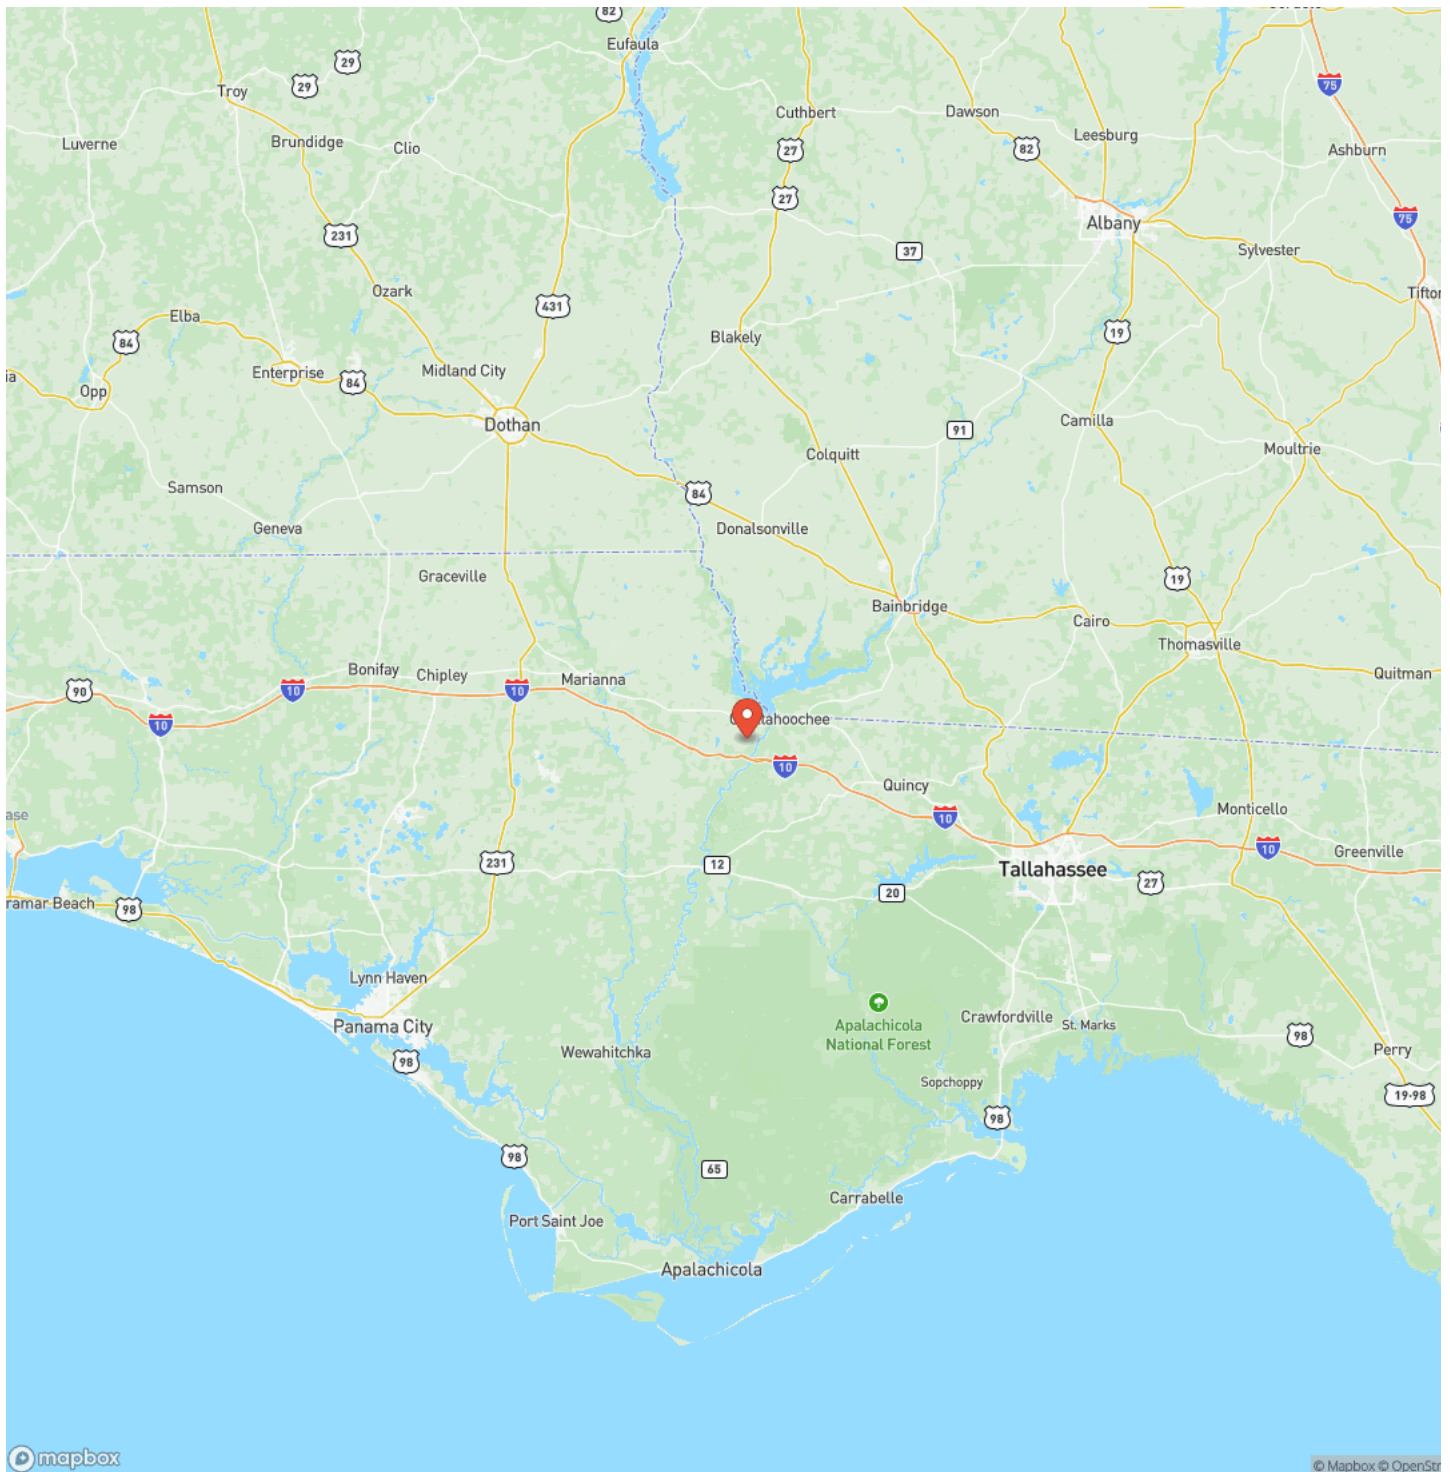 82
Eufaula
29
75
29
Troy
Cuthbert
Dawson
Leesburg
Luverne
Brundidge
Clio
27
82
Ashburn
27
75
231
Albany
37
Sylvester
Ozark
Tifton
431
Elba
84
Blakely
19
Enterprise
Midland City
84
Opp
Dothan
91
Camilla
Colquitt
Moultrie
Samson
84
Geneva
Donalsonville
Graceville
19
Bainbridge
Cairo
Thomasville
Bonifay
Chipley
Marianna
Quitman
90
10
10
10
tahoochee
10
Quincy
10
Monticello
ase
10
Greenville
231
12
Tallahassee
20
27
ramar Beach
98
Lynn Haven
Panama City
Apalachicola
National Forest
Crawfordville
St. Marks
98
Perry
98
Wewahitchka
Sopchoppy
19-98
98
98
65
Carrabelle
Port Saint Joe
Apalachicola
mapbox
© Mapbox © OpenStr